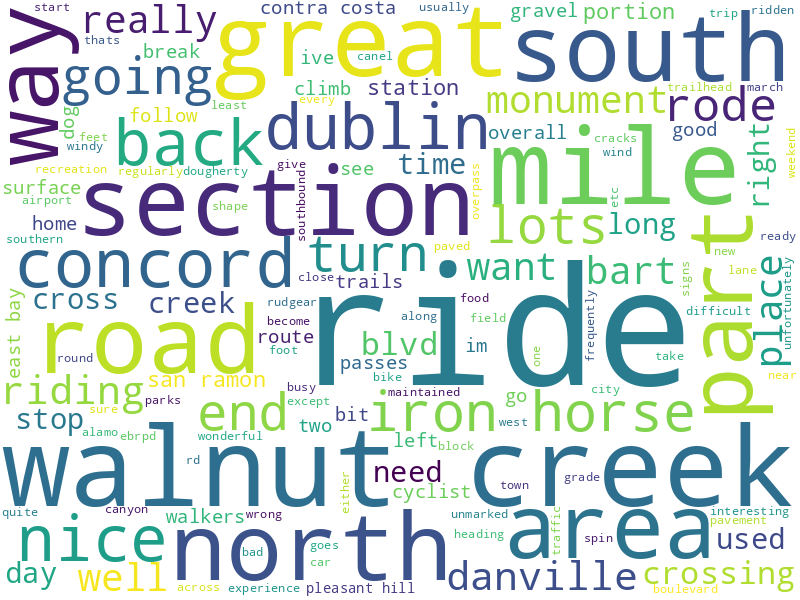 start
contra costa
usually
gravel
portion
trip
ridden
really
great
south
way
thats
break
ive
canel
going
climb
station
monument
trailhead
march
rode
dog
follow
least
every
back
dublin
overall
good
cracks
weekend
feet
windy
time
wind
mile
right
recreation
regularly
dougherty
give
see
section
southbounde
overpass
surface
airport
shape
etc
home
lots
long
part
southern
turn
paved
ready
concord
want
bart
new
close
trails
signs
lane
place
unfortunately
east bay
cross
creek
rudgear
food
ride
frequently
difficult
become
along
field
road
route
foot
blvd
im
one
take
round
passes
near
riding
san ramon
busy
bike
maintained
go
city
parks
except
stop
sure
end
two
bit
iron horse
west
alamo
ebrpd
wonderful
left
block
town
walnut creek
rd
need
grade
either
cyclist
quite
canyon
walkers
wrong
unmarked
area
interesting
pavement
nice
north
bad
goes
heading
traffic
spin
used
car
day
well
across
experience
pleasant hill
danville
crossing
boulevard